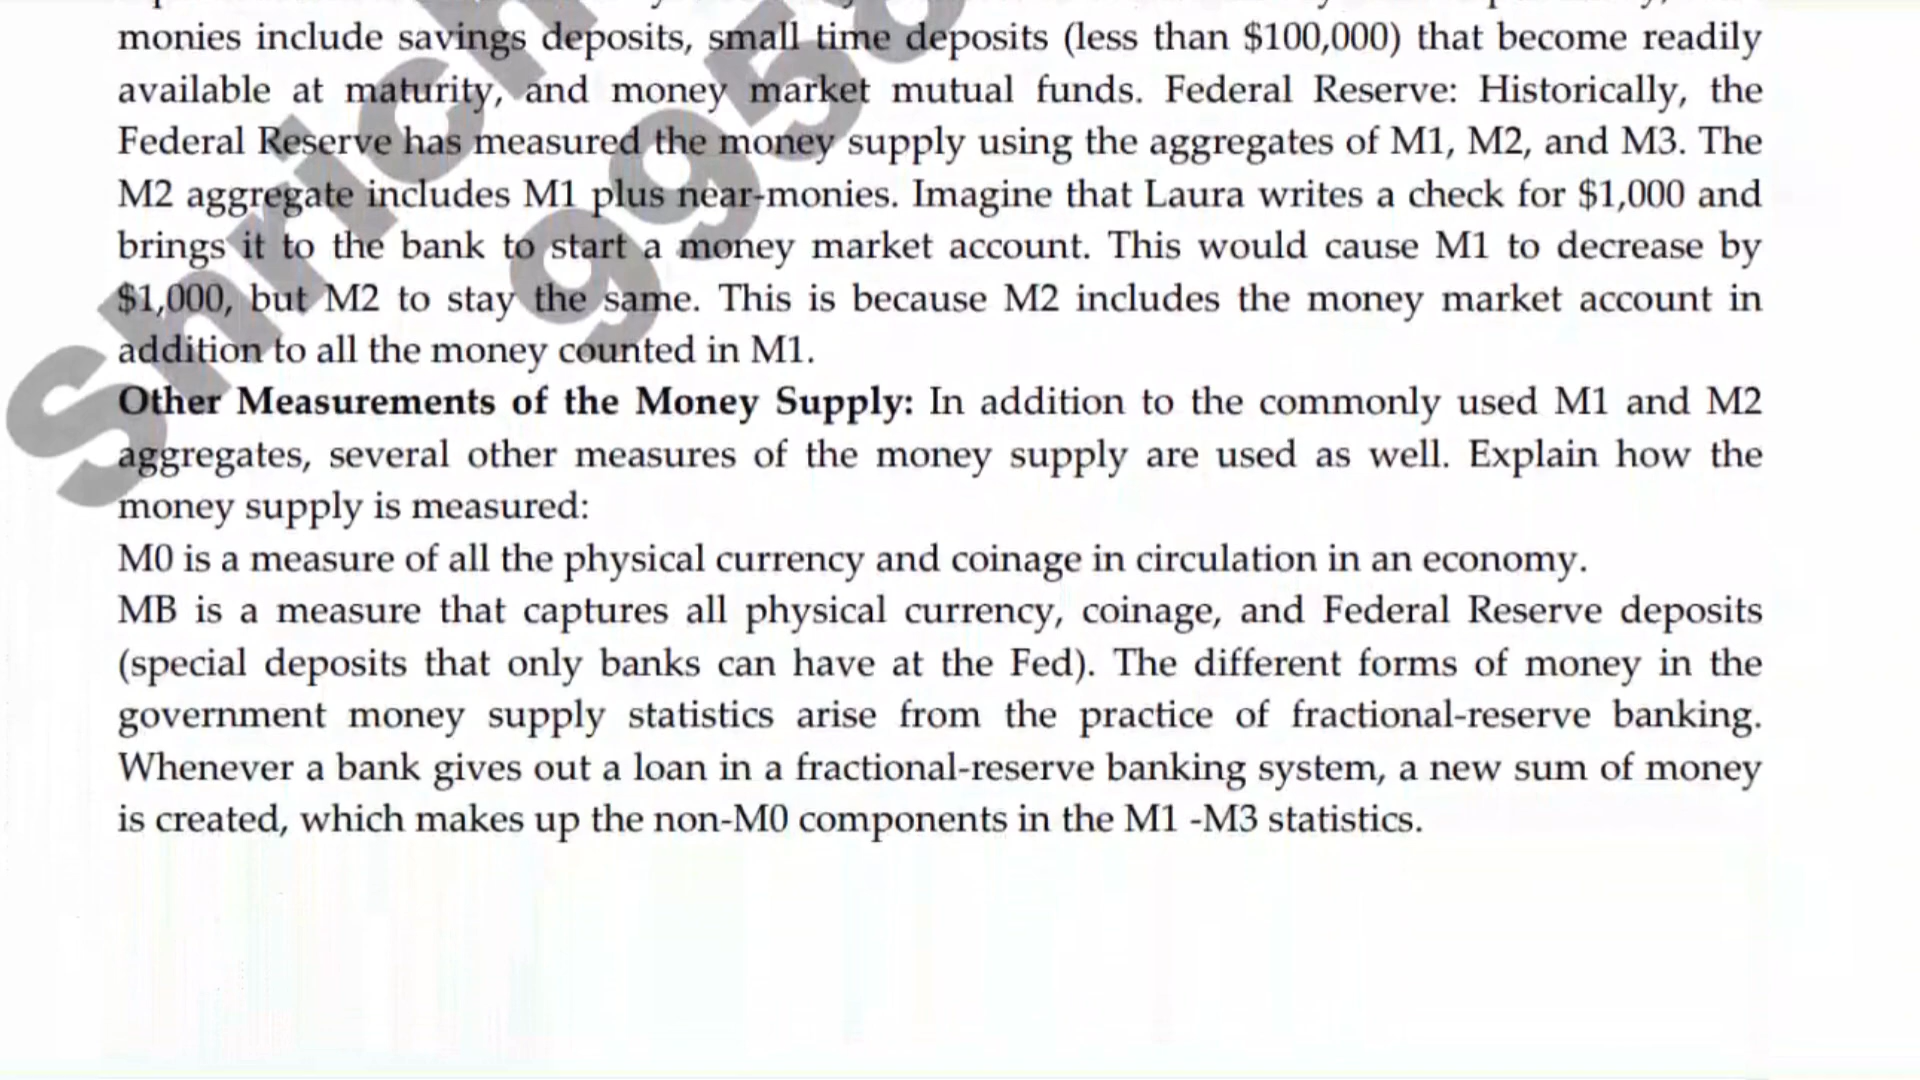 monies include savings deposits, small time deposits (less than $100,000) that become readily
available at maturity, and money market mutual funds. Federal Reserve: Historically, the
Federal Reserve has measured the money supply using the aggregates of M1, M2, and M3. The
M2 aggregate includes M1 plus near-monies. Imagine that Laura writes a check for $1,000 and
brings it to the bank to start a money market account. This would cause M1 to decrease by
$1,000, but M2 to stay the same. This is because M2 includes the money market account in
addition to all the money counted in M1.
Other Measurements of the Money Supply: In addition to the commonly used M1 and M2
aggregates, several other measures of the money supply are used as well. Explain how the
money supply is measured:
M0 is a measure of all the physical currency and coinage in circulation in an economy.
MB is a measure that captures all physical currency, coinage, and Federal Reserve deposits
(special deposits that only banks can have at the Fed). The different forms of money in the
government money supply statistics arise from the practice of fractional-reserve banking.
Whenever a bank gives out a loan in a fractional-reserve banking system, a new sum of money
is created, which makes up the non-M0 components in the M1 -M3 statistics.
Shrich
995